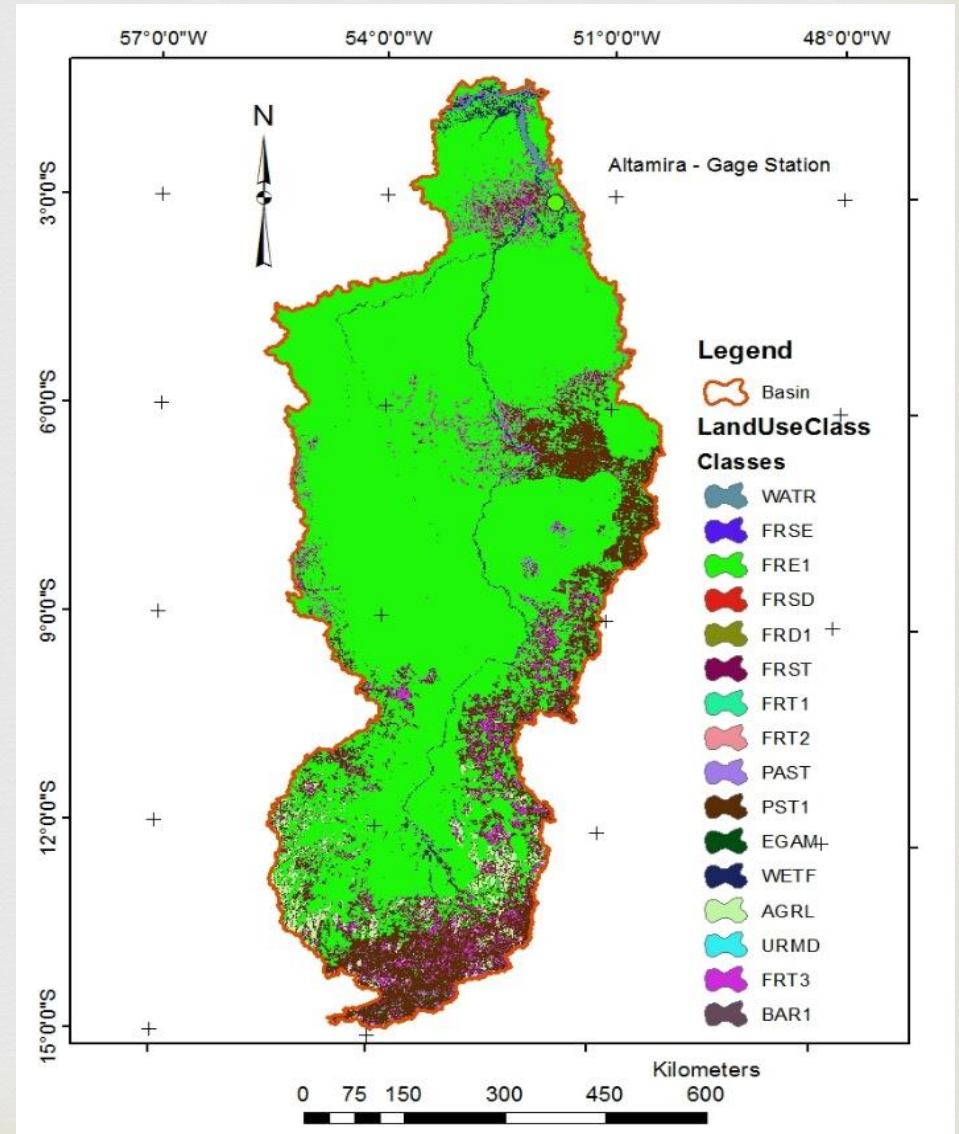 57°0'0"W 54°0'0"W 51°0'0"W 48°0'0"W
N
Altamira - Gage Station
3°0'0"S
6°0'0"S
9°0'0"S
12°0'0"S
15°0'0"S
Legend
Basin
LandUseClass
Classes
WATR
FRSE
FRE1
FRSD
FRD1
FRST
FRT1
FRT2
PAST
PST1
EGAM
WETF
AGRL
URMD
FRT3
BAR1
Kilometers
0 75 150 300 450 600